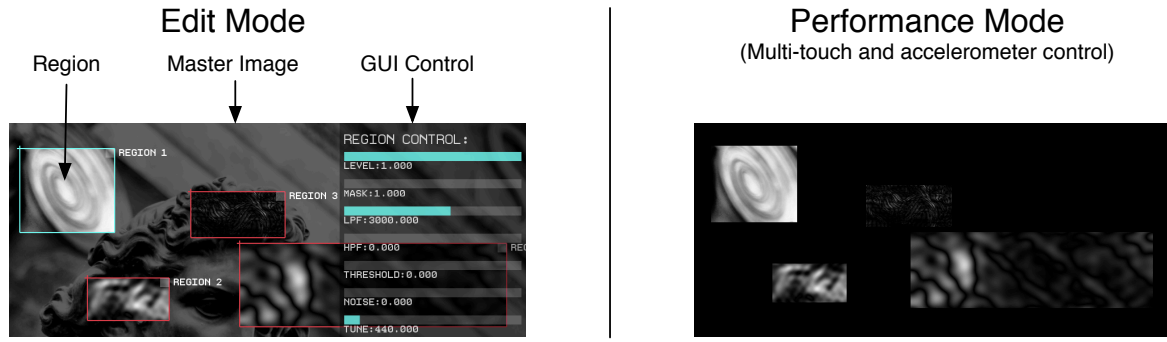 Edit Mode
Region
Master Image
GUI Control
REGION 1
REGION 3
REGION 2
REG
REGION CONTROL:
LEVEL:1.000
MASK:1.000
LPF:3000.000
HPF:0.000
THRESHOLD:0.000
NOISE:0.000
TUNE:440.000
Performance Mode
(Multi-touch and accelerometer control)